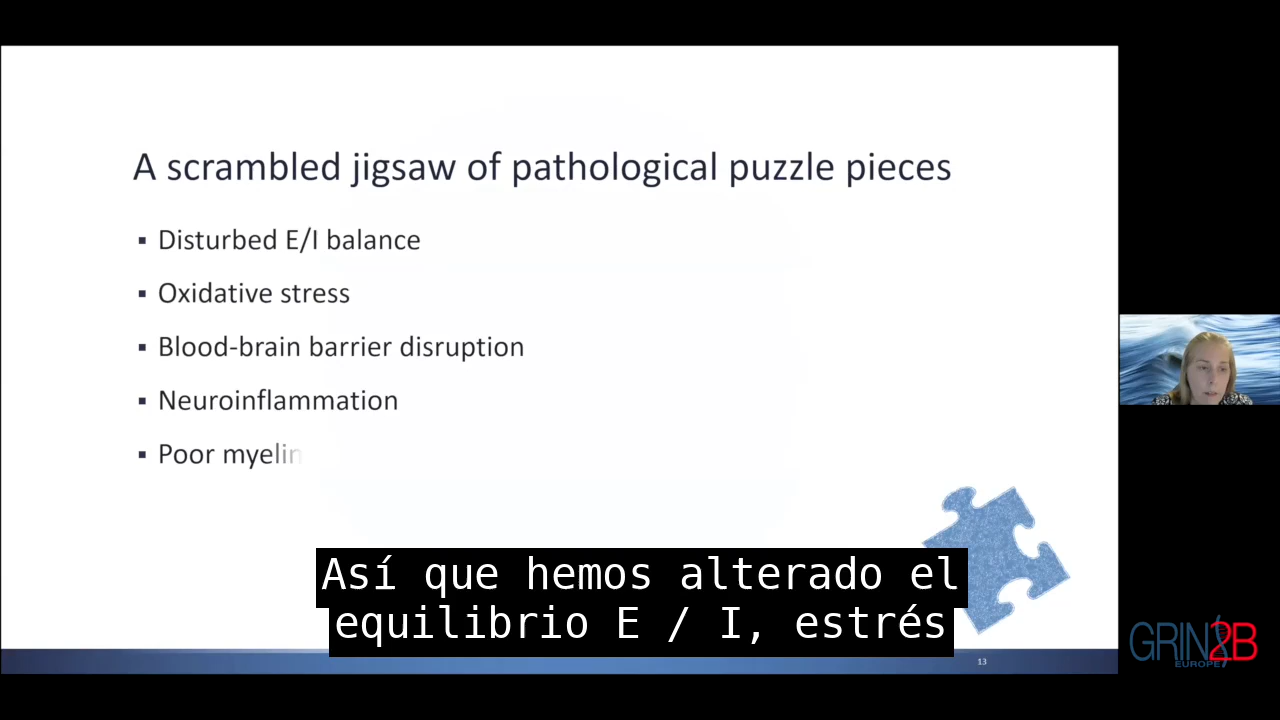 A scrambled jigsaw of pathological puzzle pieces
▪ Disturbed E/I balance
▪ Oxidative stress
▪ Blood-brain barrier disruption
▪ Neuroinflammation
▪ Poor myelin
Así que hemos alterado el
equilibrio E / I, estrés
13
GRIN2B
EUROPE